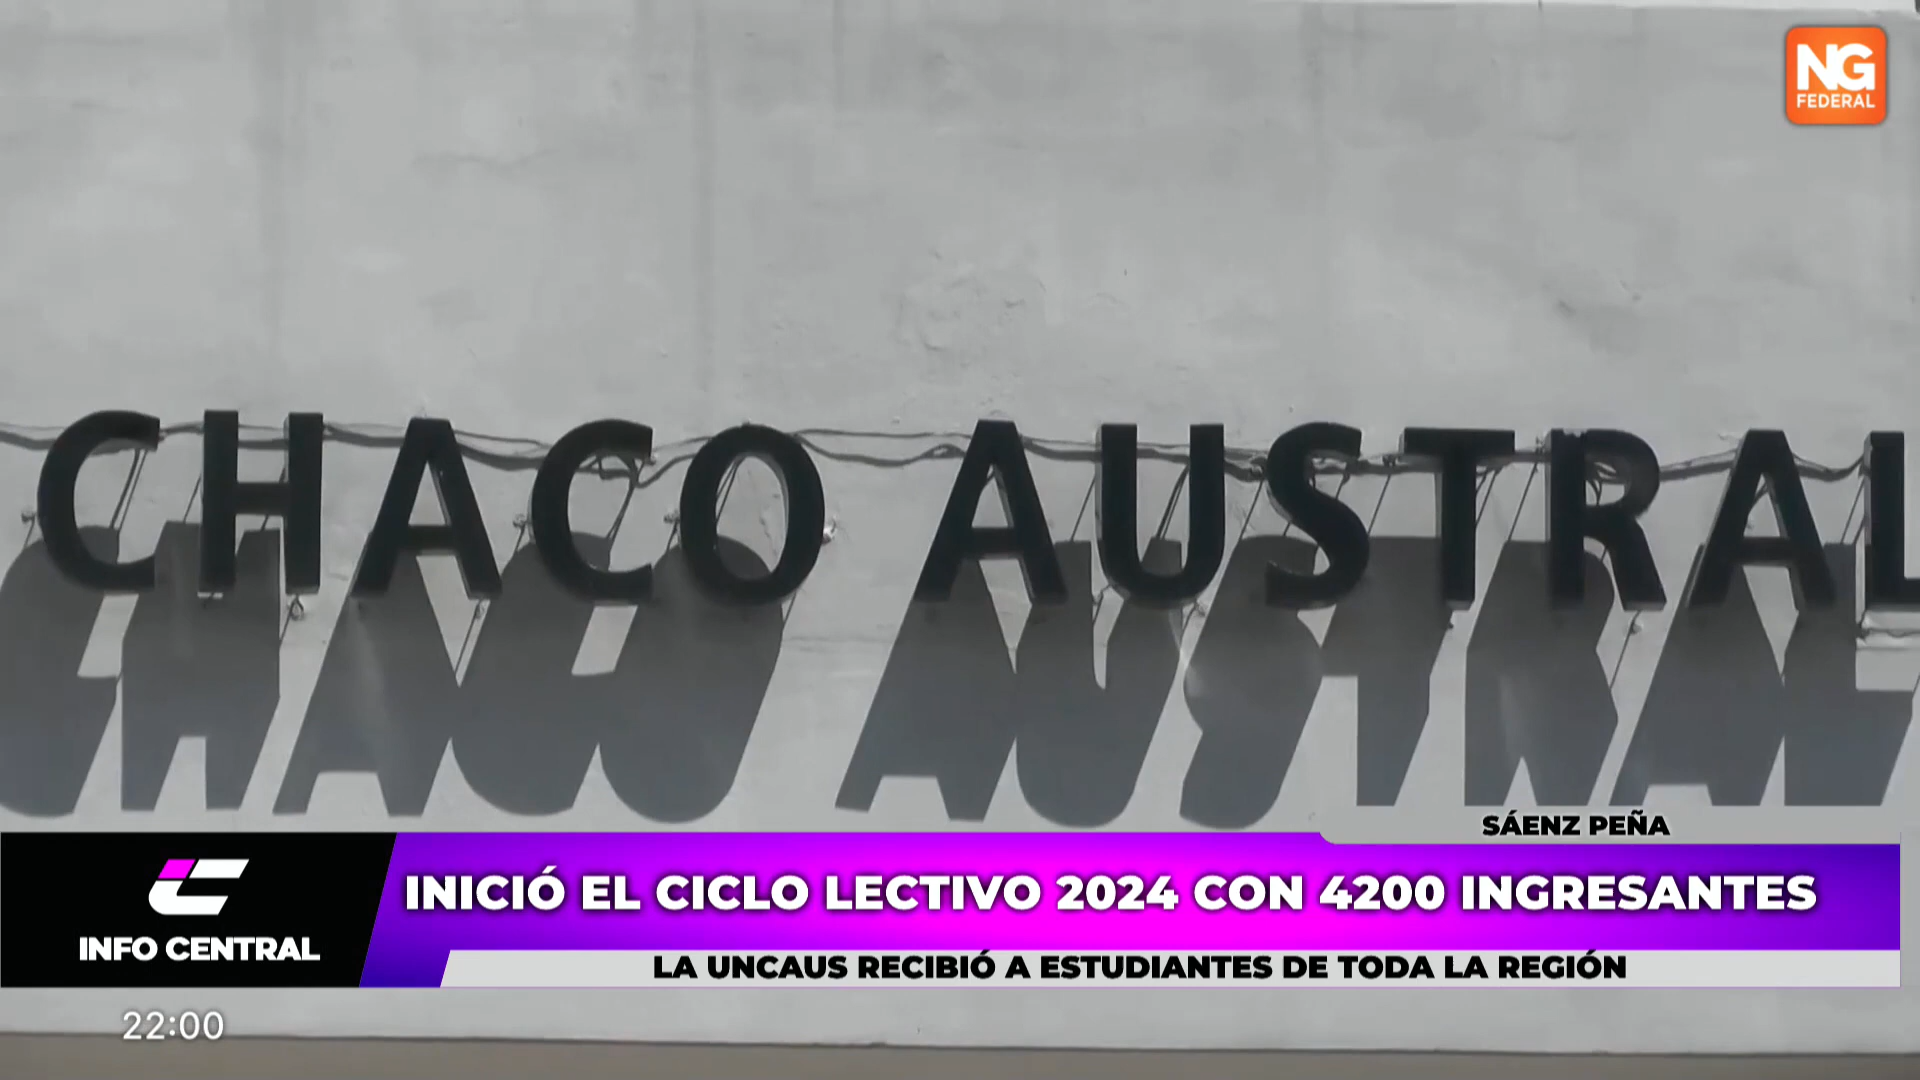 NG
FEDERAL
CHACO AUSTRAL
SÁENZ PEÑA
INICIÓ EL CICLO LECTIVO 2024 CON 4200 INGRESANTES
INFO CENTRAL
LA UNCAUS RECIBIÓ A ESTUDIANTES DE TODA LA REGIÓN
22:00